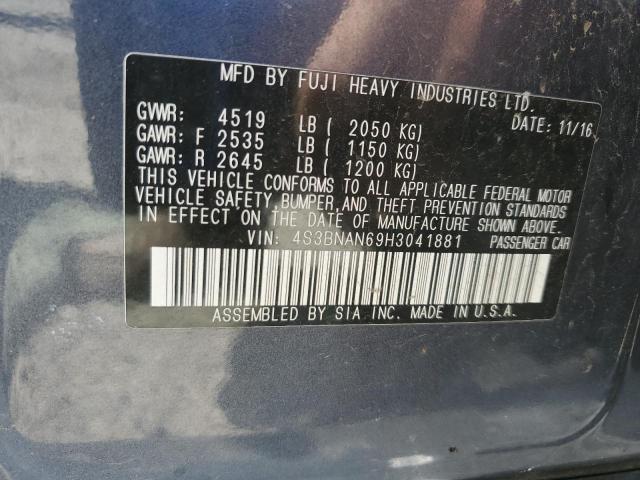 MFD BY FUJI HEAVY INDUSTRIES LTD.
GVWR: 4519 LB ( 2050 KG) DATE: 11/16
GAWR: F 2535 LB ( 1150 KG)
GAWR: R 2645 LB ( 1200 KG)
THIS VEHICLE CONFORMS TO ALL APPLICABLE FEDERAL MOTOR
VEHICLE SAFETY, BUMPER, AND THEFT PREVENTION STANDARDS
IN EFFECT ON THE DATE OF MANUFACTURE SHOWN ABOVE.
VIN: 4S3BNAN69H3041881 PASSENGER CAR
ASSEMBLED BY SIA INC. MADE IN U.S.A.